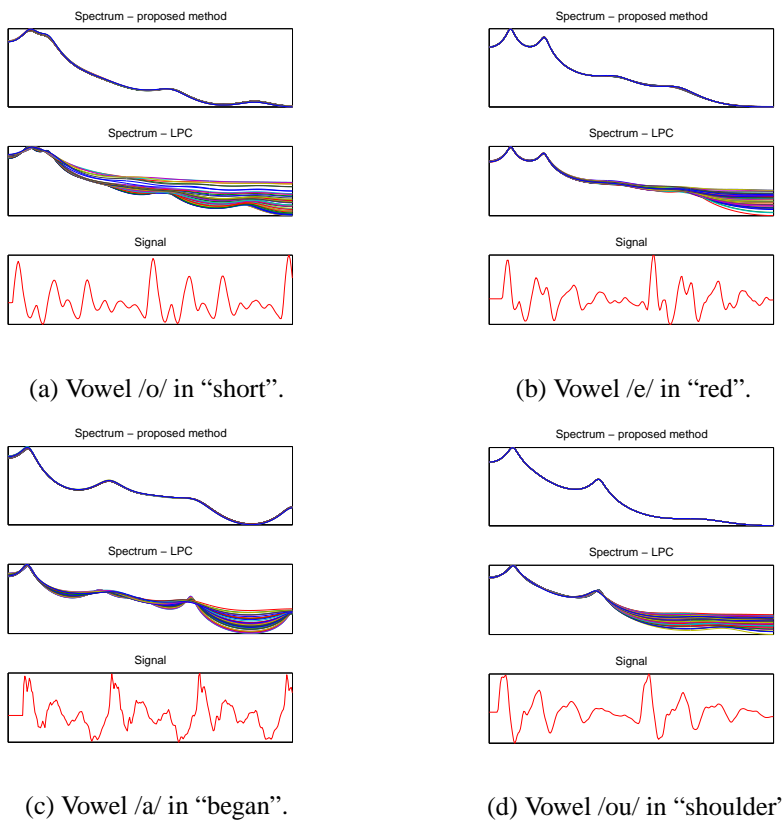 Spectrum − proposed method
Spectrum − LPC
Signal
(a) Vowel /o/ in “short”.
Spectrum − proposed method
Spectrum − LPC
Signal
(b) Vowel /e/ in “red”.
Spectrum − proposed method
Spectrum − LPC
Signal
(c) Vowel /a/ in “began”.
Spectrum − proposed method
Spectrum − LPC
Signal
(d) Vowel /ou/ in “shoulder’